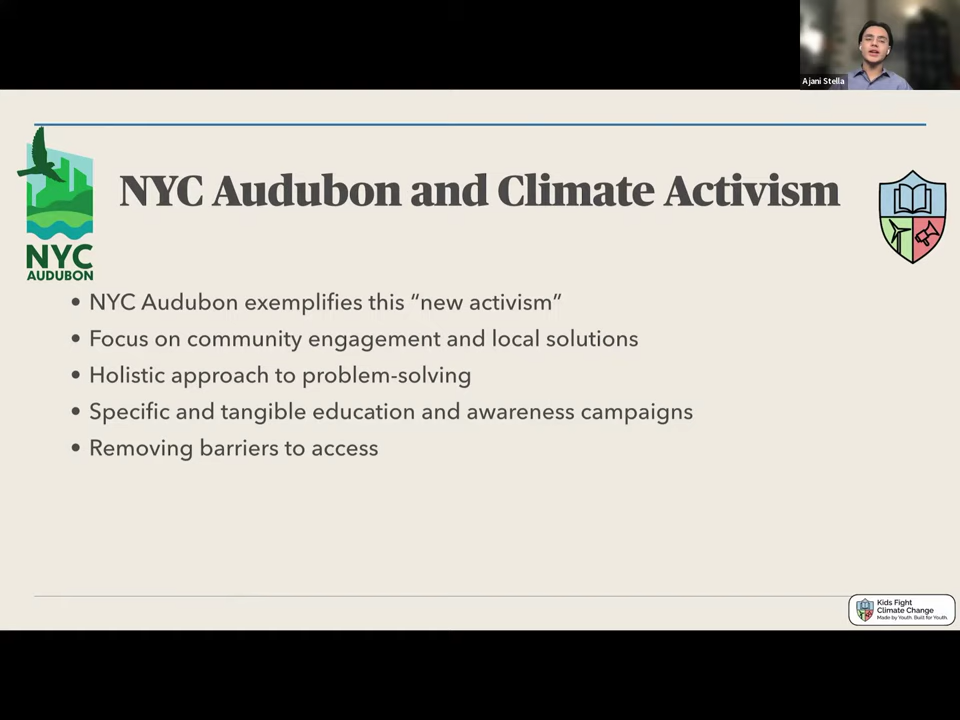 Ajani Stella
NYC Audubon and Climate Activism
NYC
AUDUBON
• NYC Audubon exemplifies this “new activism”
• Focus on community engagement and local solutions
• Holistic approach to problem-solving
• Specific and tangible education and awareness campaigns
• Removing barriers to access
Kids Fight
Climate Change
Made by Youth. Built for Youth.